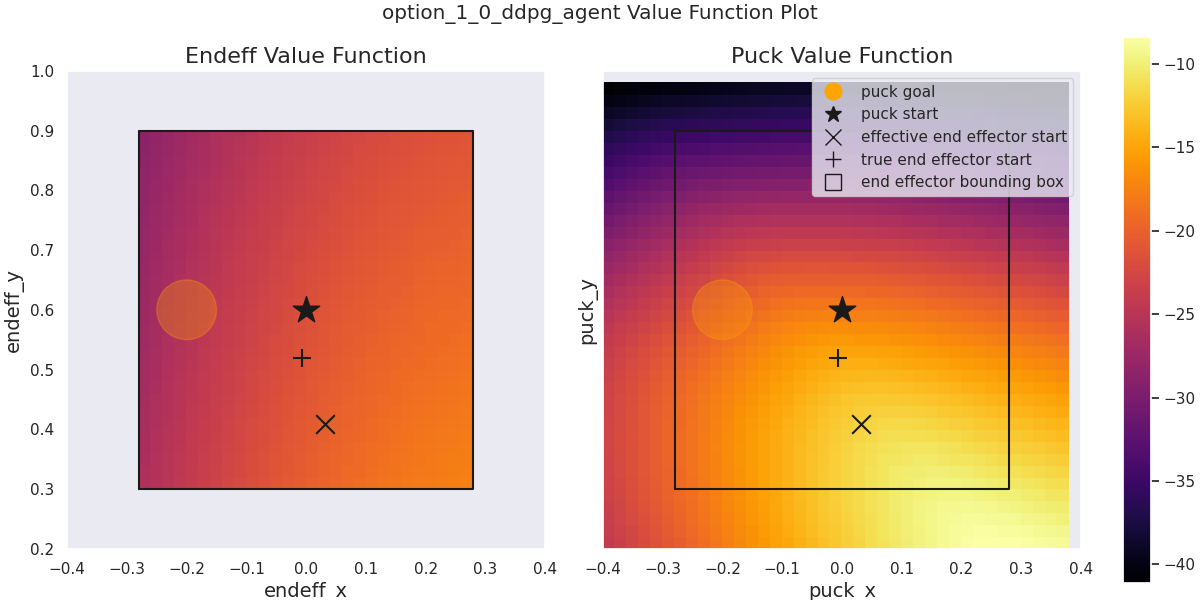 option_1_0_ddpg_agent Value Function Plot
Endeff Value Function
1.0
0.9
0.8
0.7
0.6
0.5
0.4
0.3
0.2
endeff_y
−0.4 −0.3 −0.2 −0.1 0.0 0.1 0.2 0.3 0.4
endeff_x
Puck Value Function
puck goal
puck start
effective end effector start
true end effector start
end effector bounding box
puck_y
−0.4 −0.3 −0.2 −0.1 0.0 0.1 0.2 0.3 0.4
puck_x
−10
−15
−20
−25
−30
−35
−40